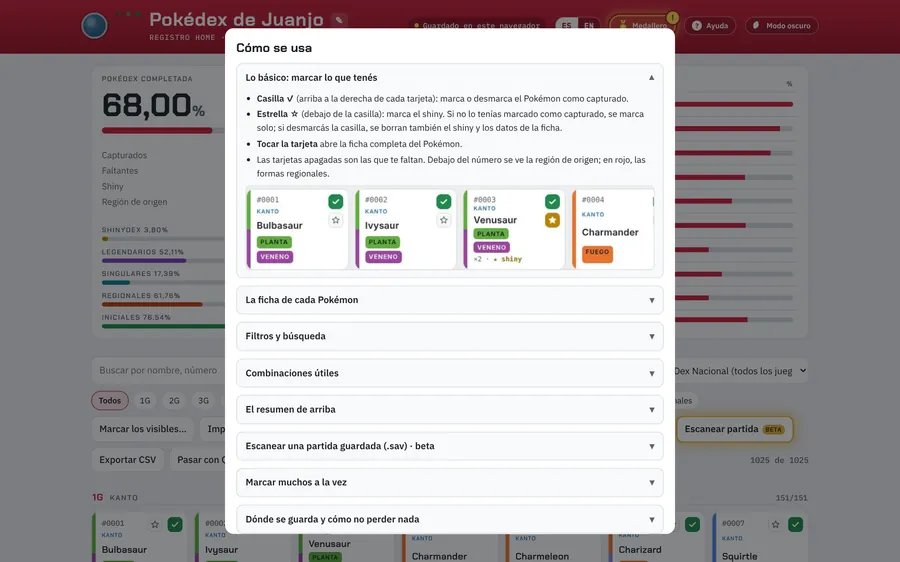 Pokédex de Juanjo ✎
REGISTRO HOME ·
Guardado en este navegador
ES EN
Medallero !
? Ayuda
Modo oscuro
POKÉDEX COMPLETADA
68,00%
Capturados
Faltantes
Shiny
Región de origen
SHINYDEX 3,80%
LEGENDARIOS 52,11%
SINGULARES 17,39%
REGIONALES 61,76%
INICIALES 76,54%
%
Cómo se usa
Lo básico: marcar lo que tenés ▲
• Casilla ✓ (arriba a la derecha de cada tarjeta): marca o desmarca el Pokémon como capturado.
• Estrella ☆ (debajo de la casilla): marca el shiny. Si no lo tenías marcado como capturado, se marca
solo; si desmarcás la casilla, se borran también el shiny y los datos de la ficha.
• Tocar la tarjeta abre la ficha completa del Pokémon.
• Las tarjetas apagadas son las que te faltan. Debajo del número se ve la región de origen; en rojo, las
formas regionales.
#0001
KANTO
Bulbasaur
PLANTA
VENENO
#0002
KANTO
Ivysaur
PLANTA
VENENO
#0003
KANTO
Venusaur
PLANTA
VENENO
×2 · ★ shiny
#0004
KANTO
Charmander
FUEGO
La ficha de cada Pokémon ▼
Filtros y búsqueda ▼
Combinaciones útiles ▼
El resumen de arriba ▼
Escanear una partida guardada (.sav) · beta ▼
Marcar muchos a la vez ▼
Dónde se guarda y cómo no perder nada ▼
Buscar por nombre, número
Dex Nacional (todos los jueg
Todos 1G 2G 3G
nales
Marcar los visibles... Imp
Escanear partida BETA
Exportar CSV Pasar con C
1025 de 1025
1G KANTO 151/151
#0001
KANTO
Bulbasaur
#000
KANTO
Ivysaur
Venusaur
PLANTA
KANTO
Charmander
KANTO
Charmeleon
KANTO
Charizard
#0007
KANTO
Squirtle